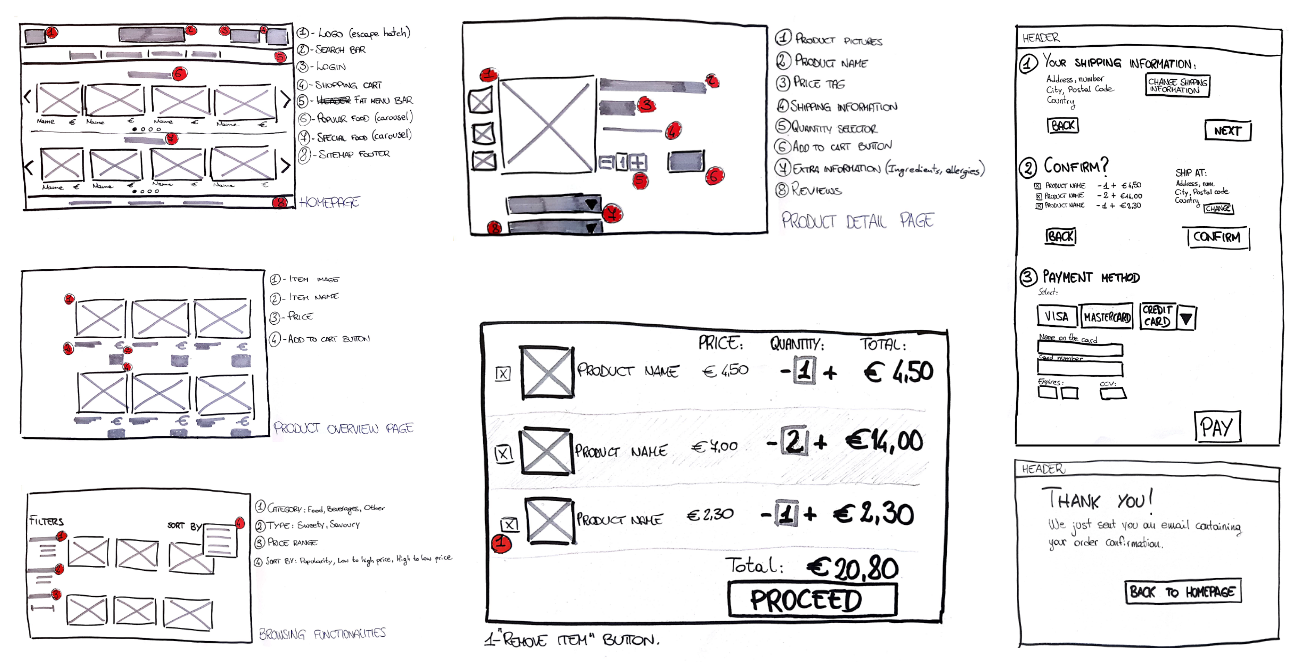 ①- LOGO (escape hatch)
②- SEARCH BAR
③- LOGIN
④- SHOPPING CART
⑤- HEADER FAT MENU BAR
⑥- POPULAR FOOD (carousel)
⑦- SPECIAL FOOD (carousel)
⑧- SITEMAP FOOTER
Name € Name € Name € Name €
Name € Name € Name € Name €
HOMEPAGE
①- ITEM IMAGE
②- ITEM NAME
③- PRICE
④- ADD TO CART BUTTON
€ € €
€ € €
PRODUCT OVERVIEW PAGE
FILTERS
SORT BY
① CATEGORY: Food, Beverages, Other
② TYPE: Sweety, Savoury
③ PRICE RANGE
④ SORT BY: Popularity, Low to high price, High to low price
BROWSING FUNCTIONALITIES
① PRODUCT PICTURES
② PRODUCT NAME
③ PRICE TAG
④ SHIPPING INFORMATION
⑤ QUANTITY SELECTOR
⑥ ADD TO CART BUTTON
⑦ EXTRA INFORMATION (Ingredients, allergies)
⑧ REVIEWS
- 1 +
PRODUCT DETAIL PAGE
PRICE: QUANTITY: TOTAL:
X PRODUCT NAME € 4,50 - 1 + € 4,50
X PRODUCT NAME € 7,00 - 2 + € 14,00
X PRODUCT NAME € 2,30 - 1 + € 2,30
1
Total: € 20,80
PROCEED
1-"REMOVE ITEM" BUTTON.
HEADER
① YOUR SHIPPING INFORMATION:
Address, number
City, Postal Code
Country
CHANGE SHIPPING
INFORMATION
BACK
NEXT
② CONFIRM?
X PRODUCT NAME - 1 + € 4,50
X PRODUCT NAME - 2 + € 14,00
X PRODUCT NAME - 1 + € 2,30
SHIP AT:
Address, num.
City, Postal code
Country
CHANGE
BACK
CONFIRM
③ PAYMENT METHOD
Select:
VISA
MASTERCARD
CREDIT
CARD
Name on the card
Card number
Expires: CCV:
PAY
HEADER
THANK YOU!
We just sent you an email containing
your order confirmation.
BACK TO HOMEPAGE